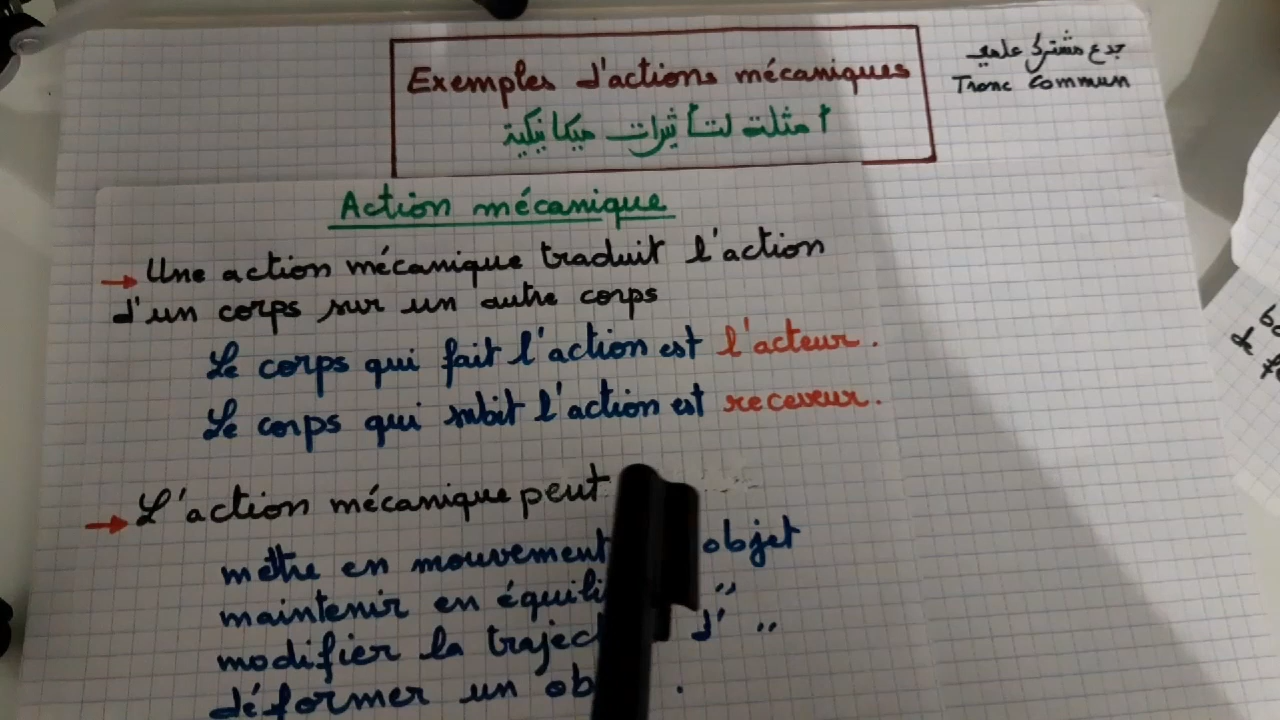 Exemples d'actions mécaniques
أمثلة لتأثيرات ميكانيكية
جدع مشترك علمي
Tronc Commun
Action mécanique
→ Une action mécanique traduit l'action
d'un corps sur un autre corps
Le corps qui fait l'action est l'acteur.
Le corps qui subit l'action est receveur.
→ L'action mécanique peut
mettre en mouvement objet
maintenir en équili "
modifier la traject d' "
déformer un ob .